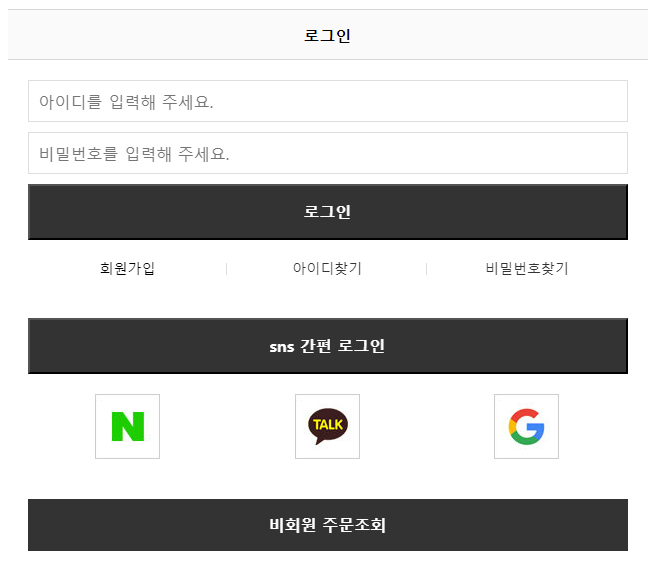 로그인
아이디를 입력해 주세요.
비밀번호를 입력해 주세요.
로그인
회원가입 아이디찾기 비밀번호찾기
sns 간편 로그인
N TALK G
비회원 주문조회